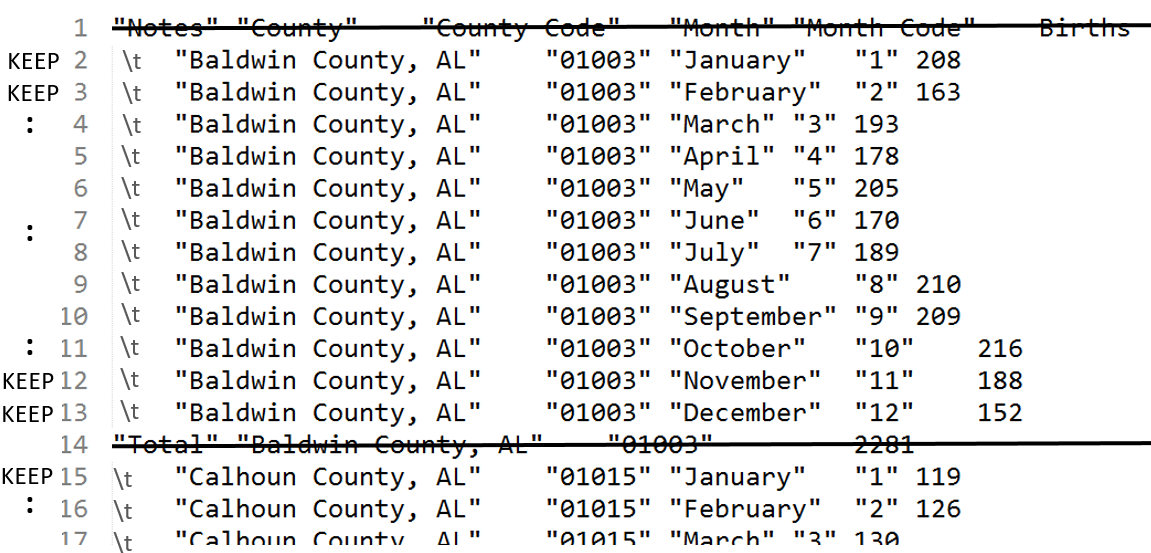 1 "Notes" "County" "County Code" "Month" "Month Code" Births
KEEP 2 \t "Baldwin County, AL" "01003" "January" "1" 208
KEEP 3 \t "Baldwin County, AL" "01003" "February" "2" 163
: 4 \t "Baldwin County, AL" "01003" "March" "3" 193
5 \t "Baldwin County, AL" "01003" "April" "4" 178
6 \t "Baldwin County, AL" "01003" "May" "5" 205
: 7 \t "Baldwin County, AL" "01003" "June" "6" 170
8 \t "Baldwin County, AL" "01003" "July" "7" 189
9 \t "Baldwin County, AL" "01003" "August" "8" 210
10 \t "Baldwin County, AL" "01003" "September" "9" 209
: 11 \t "Baldwin County, AL" "01003" "October" "10" 216
KEEP 12 \t "Baldwin County, AL" "01003" "November" "11" 188
KEEP 13 \t "Baldwin County, AL" "01003" "December" "12" 152
14 "Total" "Baldwin County, AL" "01003" 2281
KEEP 15 \t "Calhoun County, AL" "01015" "January" "1" 119
: 16 \t "Calhoun County, AL" "01015" "February" "2" 126
17 \t "Calhoun County, AL" "01015" "March" "3" 130